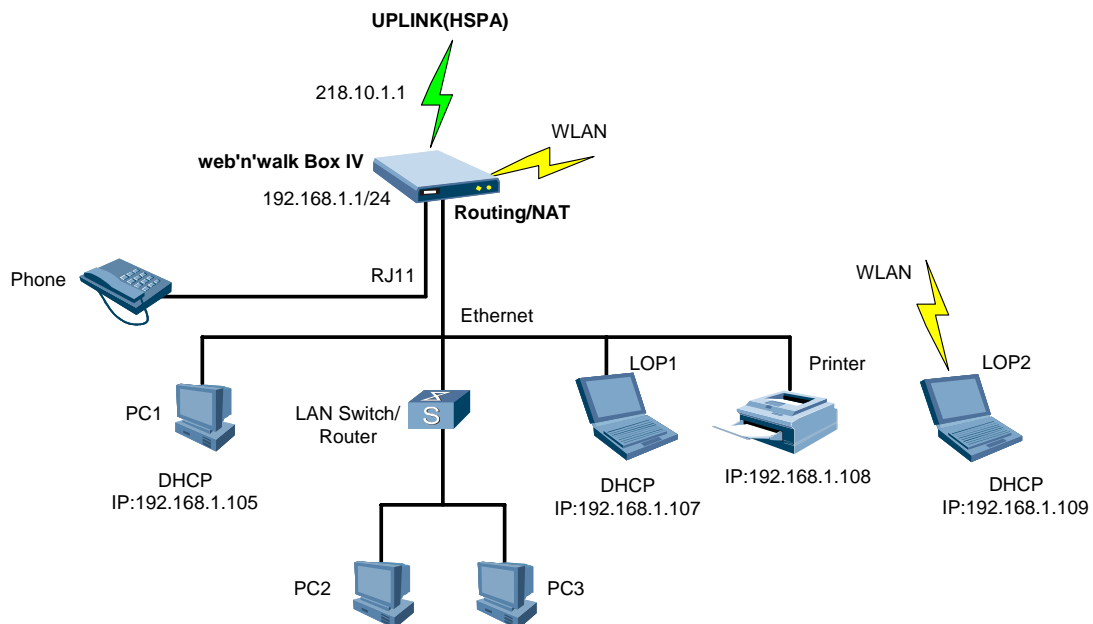 UPLINK(HSPA)
218.10.1.1
WLAN
web'n'walk Box IV
192.168.1.1/24
Routing/NAT
Phone
RJ11
WLAN
Ethernet
LOP1
Printer
LOP2
PC1
LAN Switch/
Router
S
DHCP
IP:192.168.1.105
DHCP
IP:192.168.1.107
IP:192.168.1.108
DHCP
IP:192.168.1.109
PC2
PC3